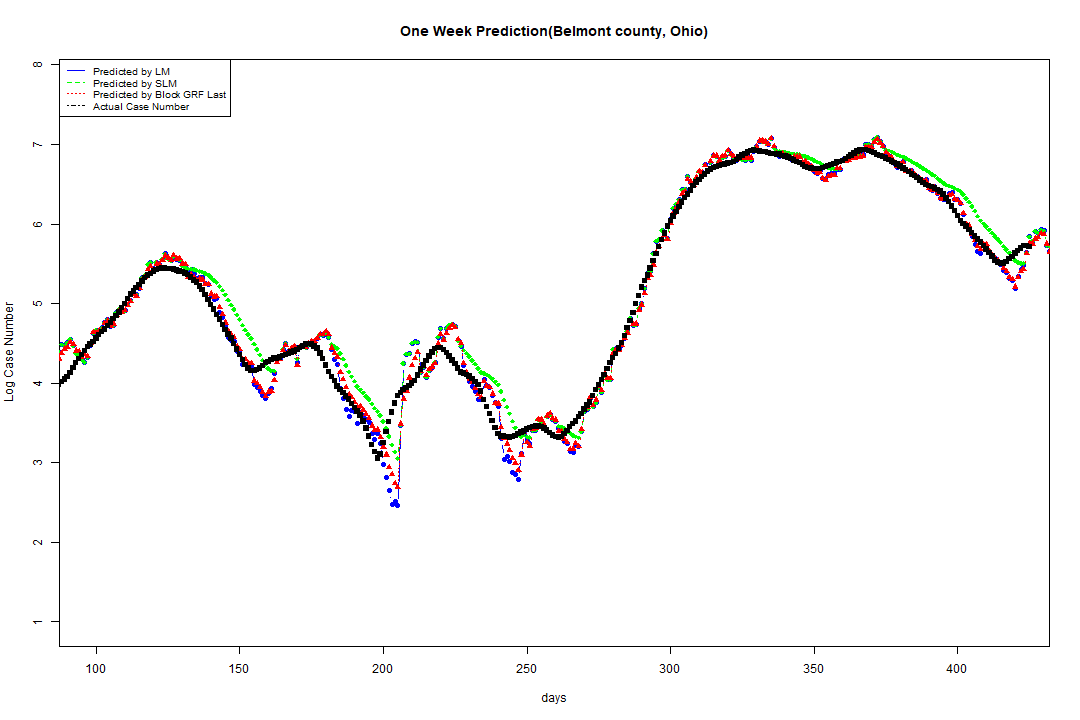 One Week Prediction(Belmont county, Ohio)
Predicted by LM
Predicted by SLM
Predicted by Block GRF Last
Actual Case Number
Log Case Number
8
7
6
5
4
3
2
1
100 150 200 250 300 350 400
days